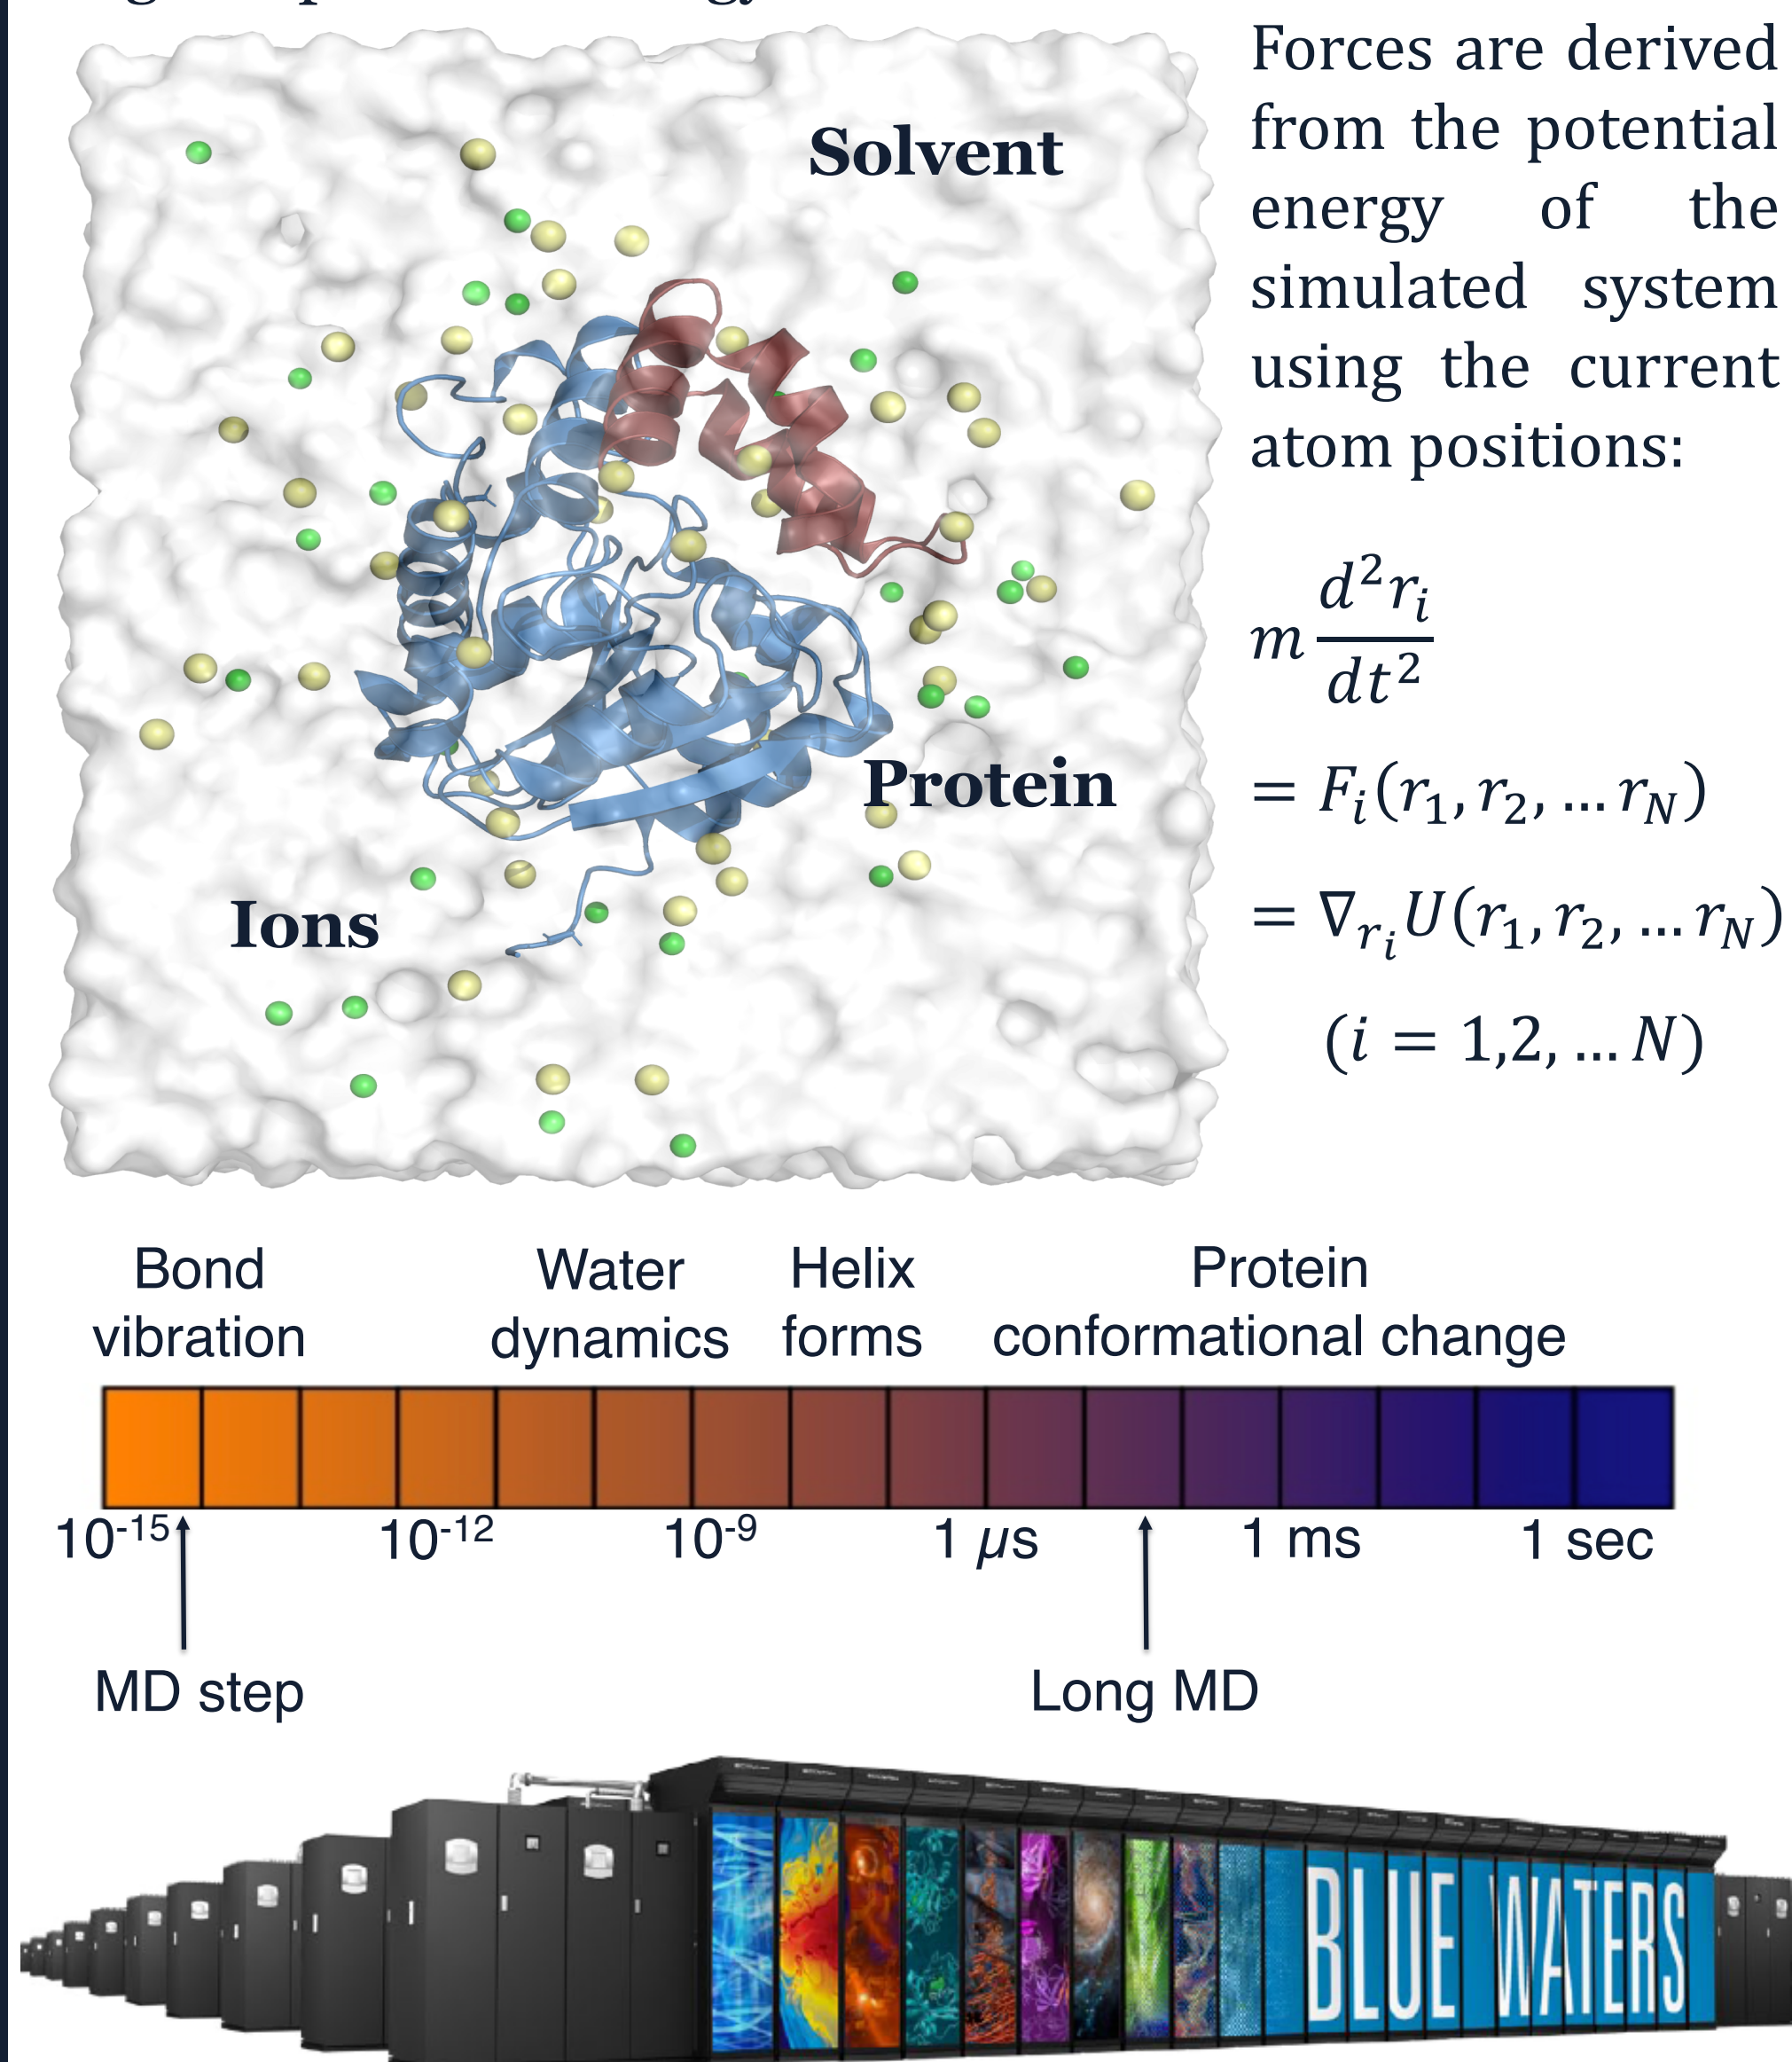 Solvent
Protein
Ions
Forces are derived
from the potential
energy of the
simulated system
using the current
atom positions:
m d²rᵢ / dt²
= Fᵢ(r₁, r₂, … r_N)
= ∇_rᵢ U(r₁, r₂, … r_N)
(i = 1,2, … N)
Bond
vibration
Water
dynamics
Helix
forms
Protein
conformational change
10⁻¹⁵ 10⁻¹² 10⁻⁹ 1 µs 1 ms 1 sec
MD step
Long MD
BLUE WATERS